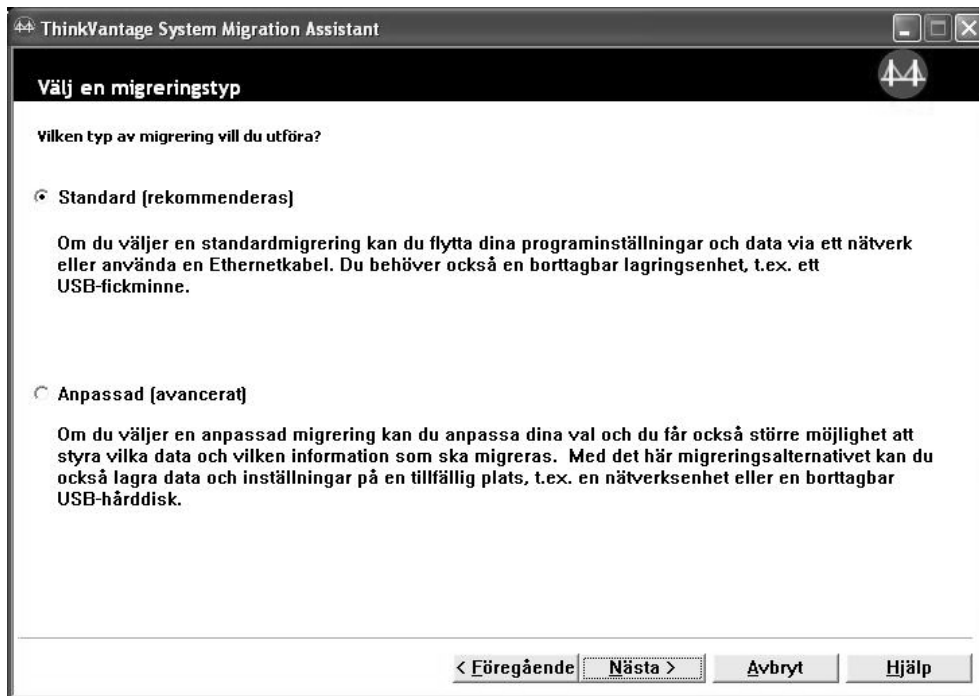 ThinkVantage System Migration Assistant
Välj en migreringstyp
Vilken typ av migrering vill du utföra?
Standard (rekommenderas)
Om du väljer en standardmigrering kan du flytta dina programinställningar och data via ett nätverk
eller använda en Ethernetkabel. Du behöver också en borttagbar lagringsenhet, t.ex. ett
USB-fickminne.
Anpassad (avancerat)
Om du väljer en anpassad migrering kan du anpassa dina val och du får också större möjlighet att
styra vilka data och vilken information som ska migreras.  Med det här migreringsalternativet kan du
också lagra data och inställningar på en tillfällig plats, t.ex. en nätverksenhet eller en borttagbar
USB-hårddisk.
< Föregående Nästa > Avbryt Hjälp